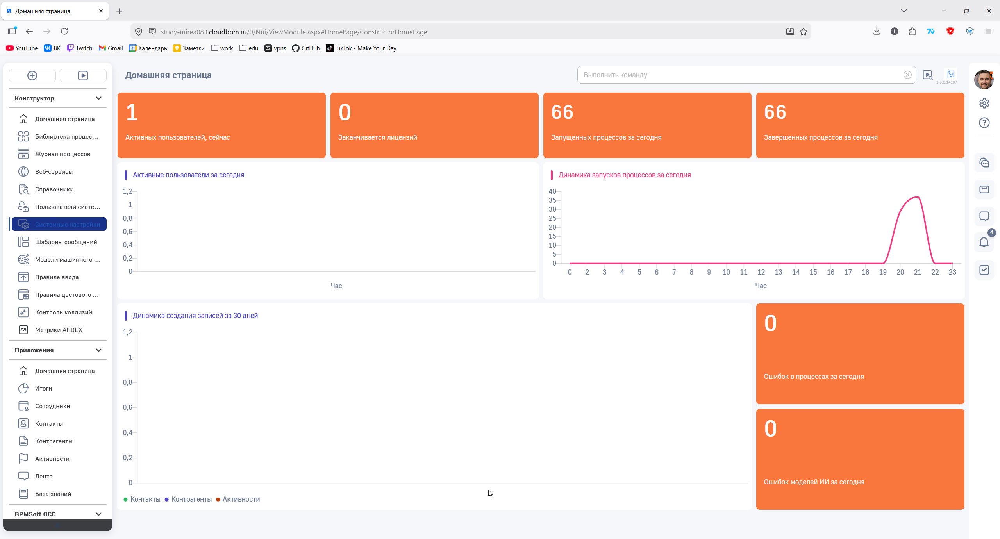 Домашняя страница
study-mirea083.cloudbpm.ru/0/Nui/ViewModule.aspx#HomePage/ConstructorHomePage
YouTube ВК Twitch Gmail Календарь Заметки work edu vpns GitHub TikTok - Make Your Day
Конструктор
Домашняя страница
Библиотека процес...
Журнал процессов
Веб-сервисы
Справочники
Пользователи систе...
Системные настройки
Шаблоны сообщений
Модели машинного ...
Правила ввода
Правила цветового ...
Контроль коллизий
Метрики APDEX
Приложения
Домашняя страница
Итоги
Сотрудники
Контакты
Контрагенты
Активности
Лента
База знаний
BPMSoft ОСС
Домашняя страница
Выполнить команду
1.8.0.14107
1
Активных пользователей, сейчас
0
Заканчивается лицензий
66
Запущенных процессов за сегодня
66
Завершенных процессов за сегодня
Активные пользователи за сегодня
1,2
1
0,8
0,6
0,4
0,2
0
Час
Динамика запусков процессов за сегодня
40
35
30
25
20
15
10
5
0
0 2 3 4 5 6 7 8 9 10 11 12 13 14 15 16 17 18 19 20 21 22 23
Час
Динамика создания записей за 30 дней
1,2
1
0,8
0,6
0,4
0,2
0
Контакты Контрагенты Активности
0
Ошибок в процессах за сегодня
0
Ошибок моделей ИИ за сегодня
4